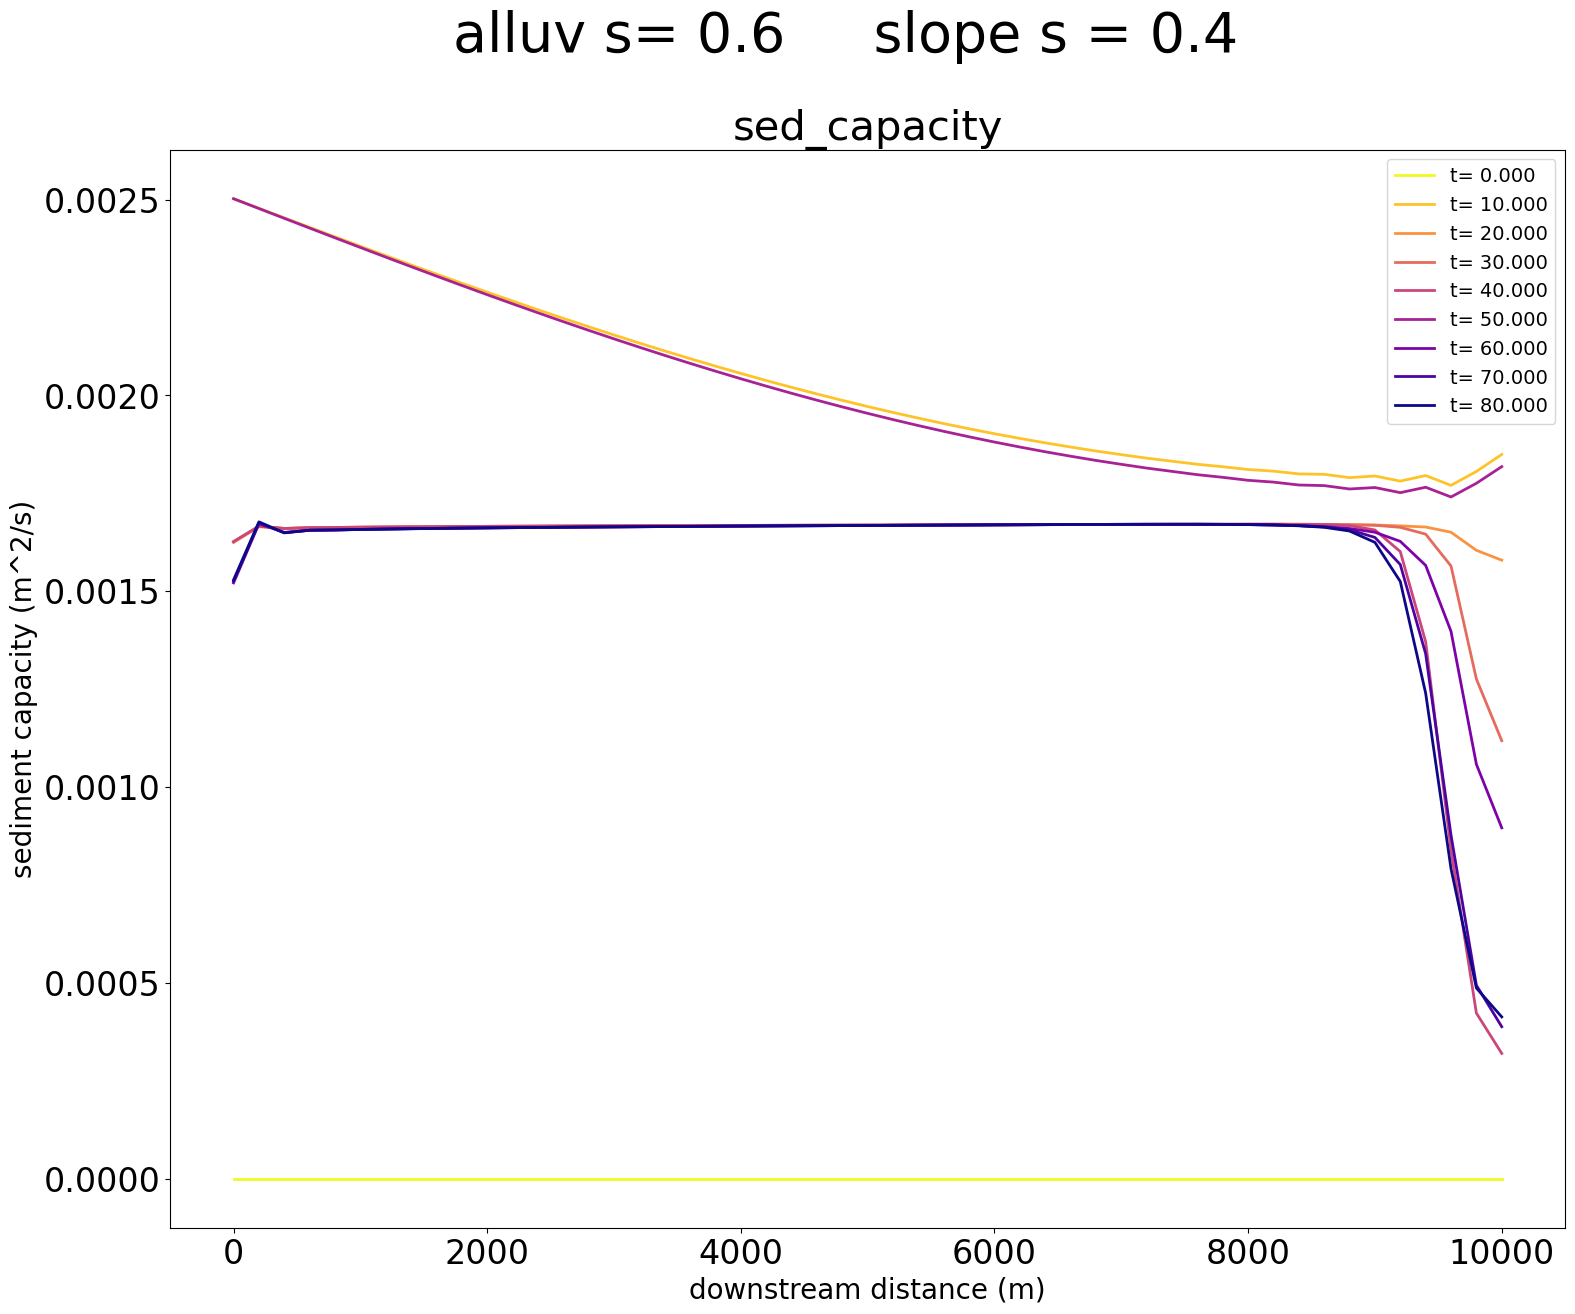 alluv s= 0.6     slope s = 0.4
sed_capacity
t= 0.000
t= 10.000
t= 20.000
t= 30.000
t= 40.000
t= 50.000
t= 60.000
t= 70.000
t= 80.000
sediment capacity (m^2/s)
0.0025
0.0020
0.0015
0.0010
0.0005
0.0000
0 2000 4000 6000 8000 10000
downstream distance (m)